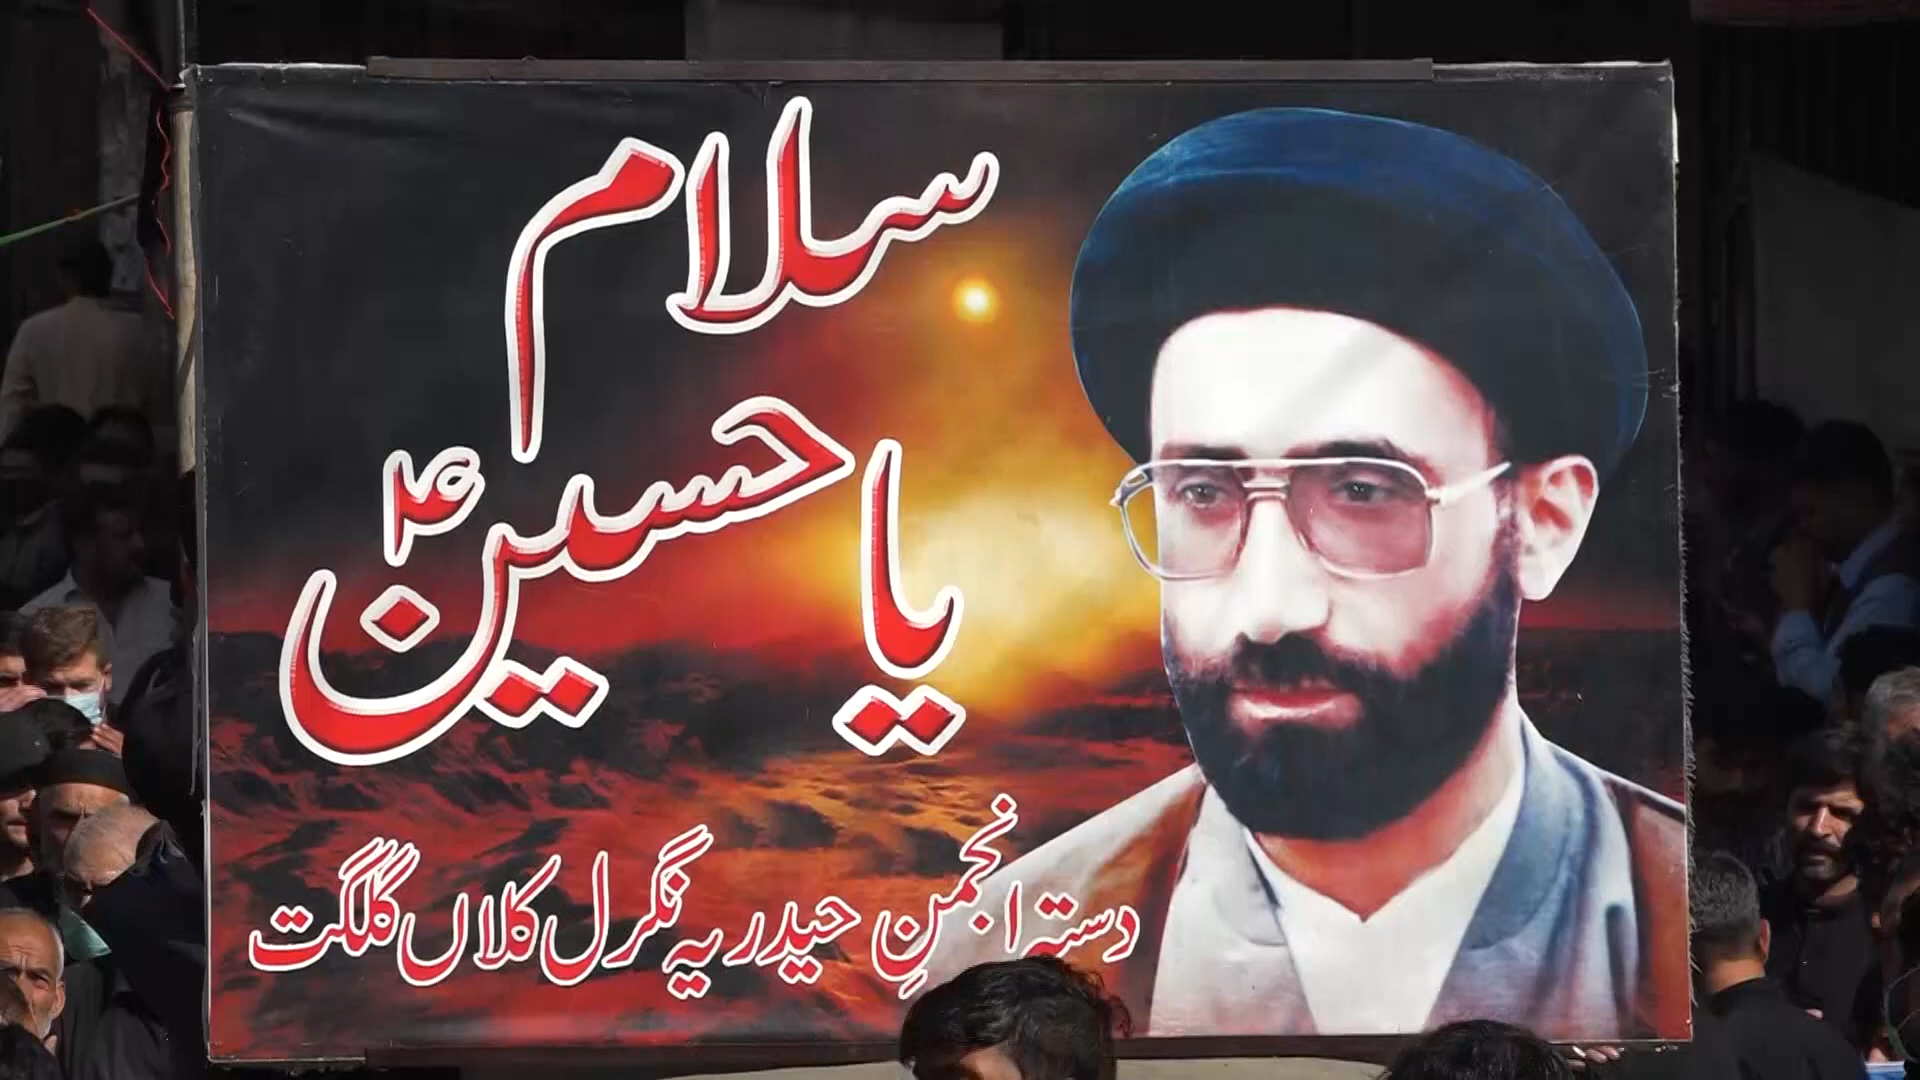 سلام
یا حسینؑ
دستہ انجمنِ حیدریہ نگرل کلاں گلگت